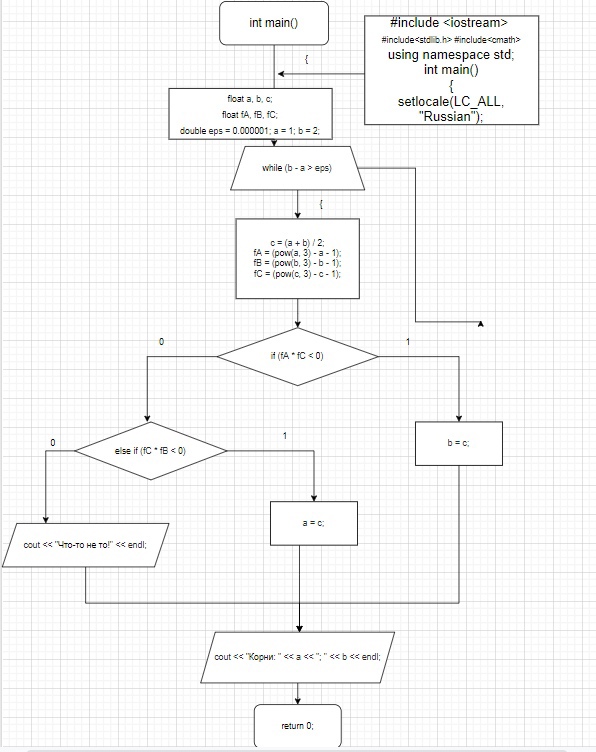 int main()
#include <iostream>
#include<stdlib.h> #include<cmath>
using namespace std;
int main()
{
setlocale(LC_ALL,
"Russian");
{
float a, b, c;
float fA, fB, fC;
double eps = 0.000001; a = 1; b = 2;
while (b - a > eps)
{
c = (a + b) / 2;
fA = (pow(a, 3) - a - 1);
fB = (pow(b, 3) - b - 1);
fC = (pow(c, 3) - c - 1);
0
1
if (fA * fC < 0)
0
1
else if (fC * fB < 0)
b = c;
a = c;
cout << "Что-то не то!" << endl;
cout << "Корни: " << a << "; " << b << endl;
return 0;